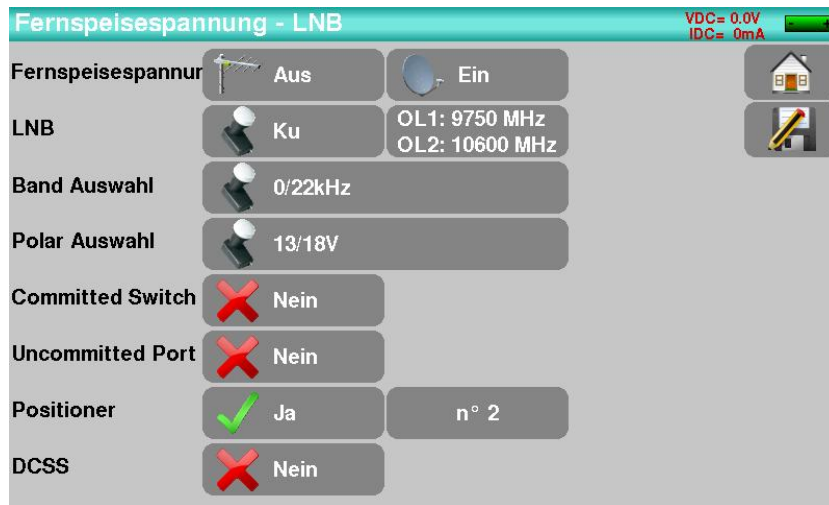 Fernspeisespannung - LNB
VDC= 0.0V
IDC= 0mA
Fernspeisespannur
Aus
Ein
LNB
Ku
OL1: 9750 MHz
OL2: 10600 MHz
Band Auswahl
0/22kHz
Polar Auswahl
13/18V
Committed Switch
Nein
Uncommitted Port
Nein
Positioner
Ja
n° 2
DCSS
Nein